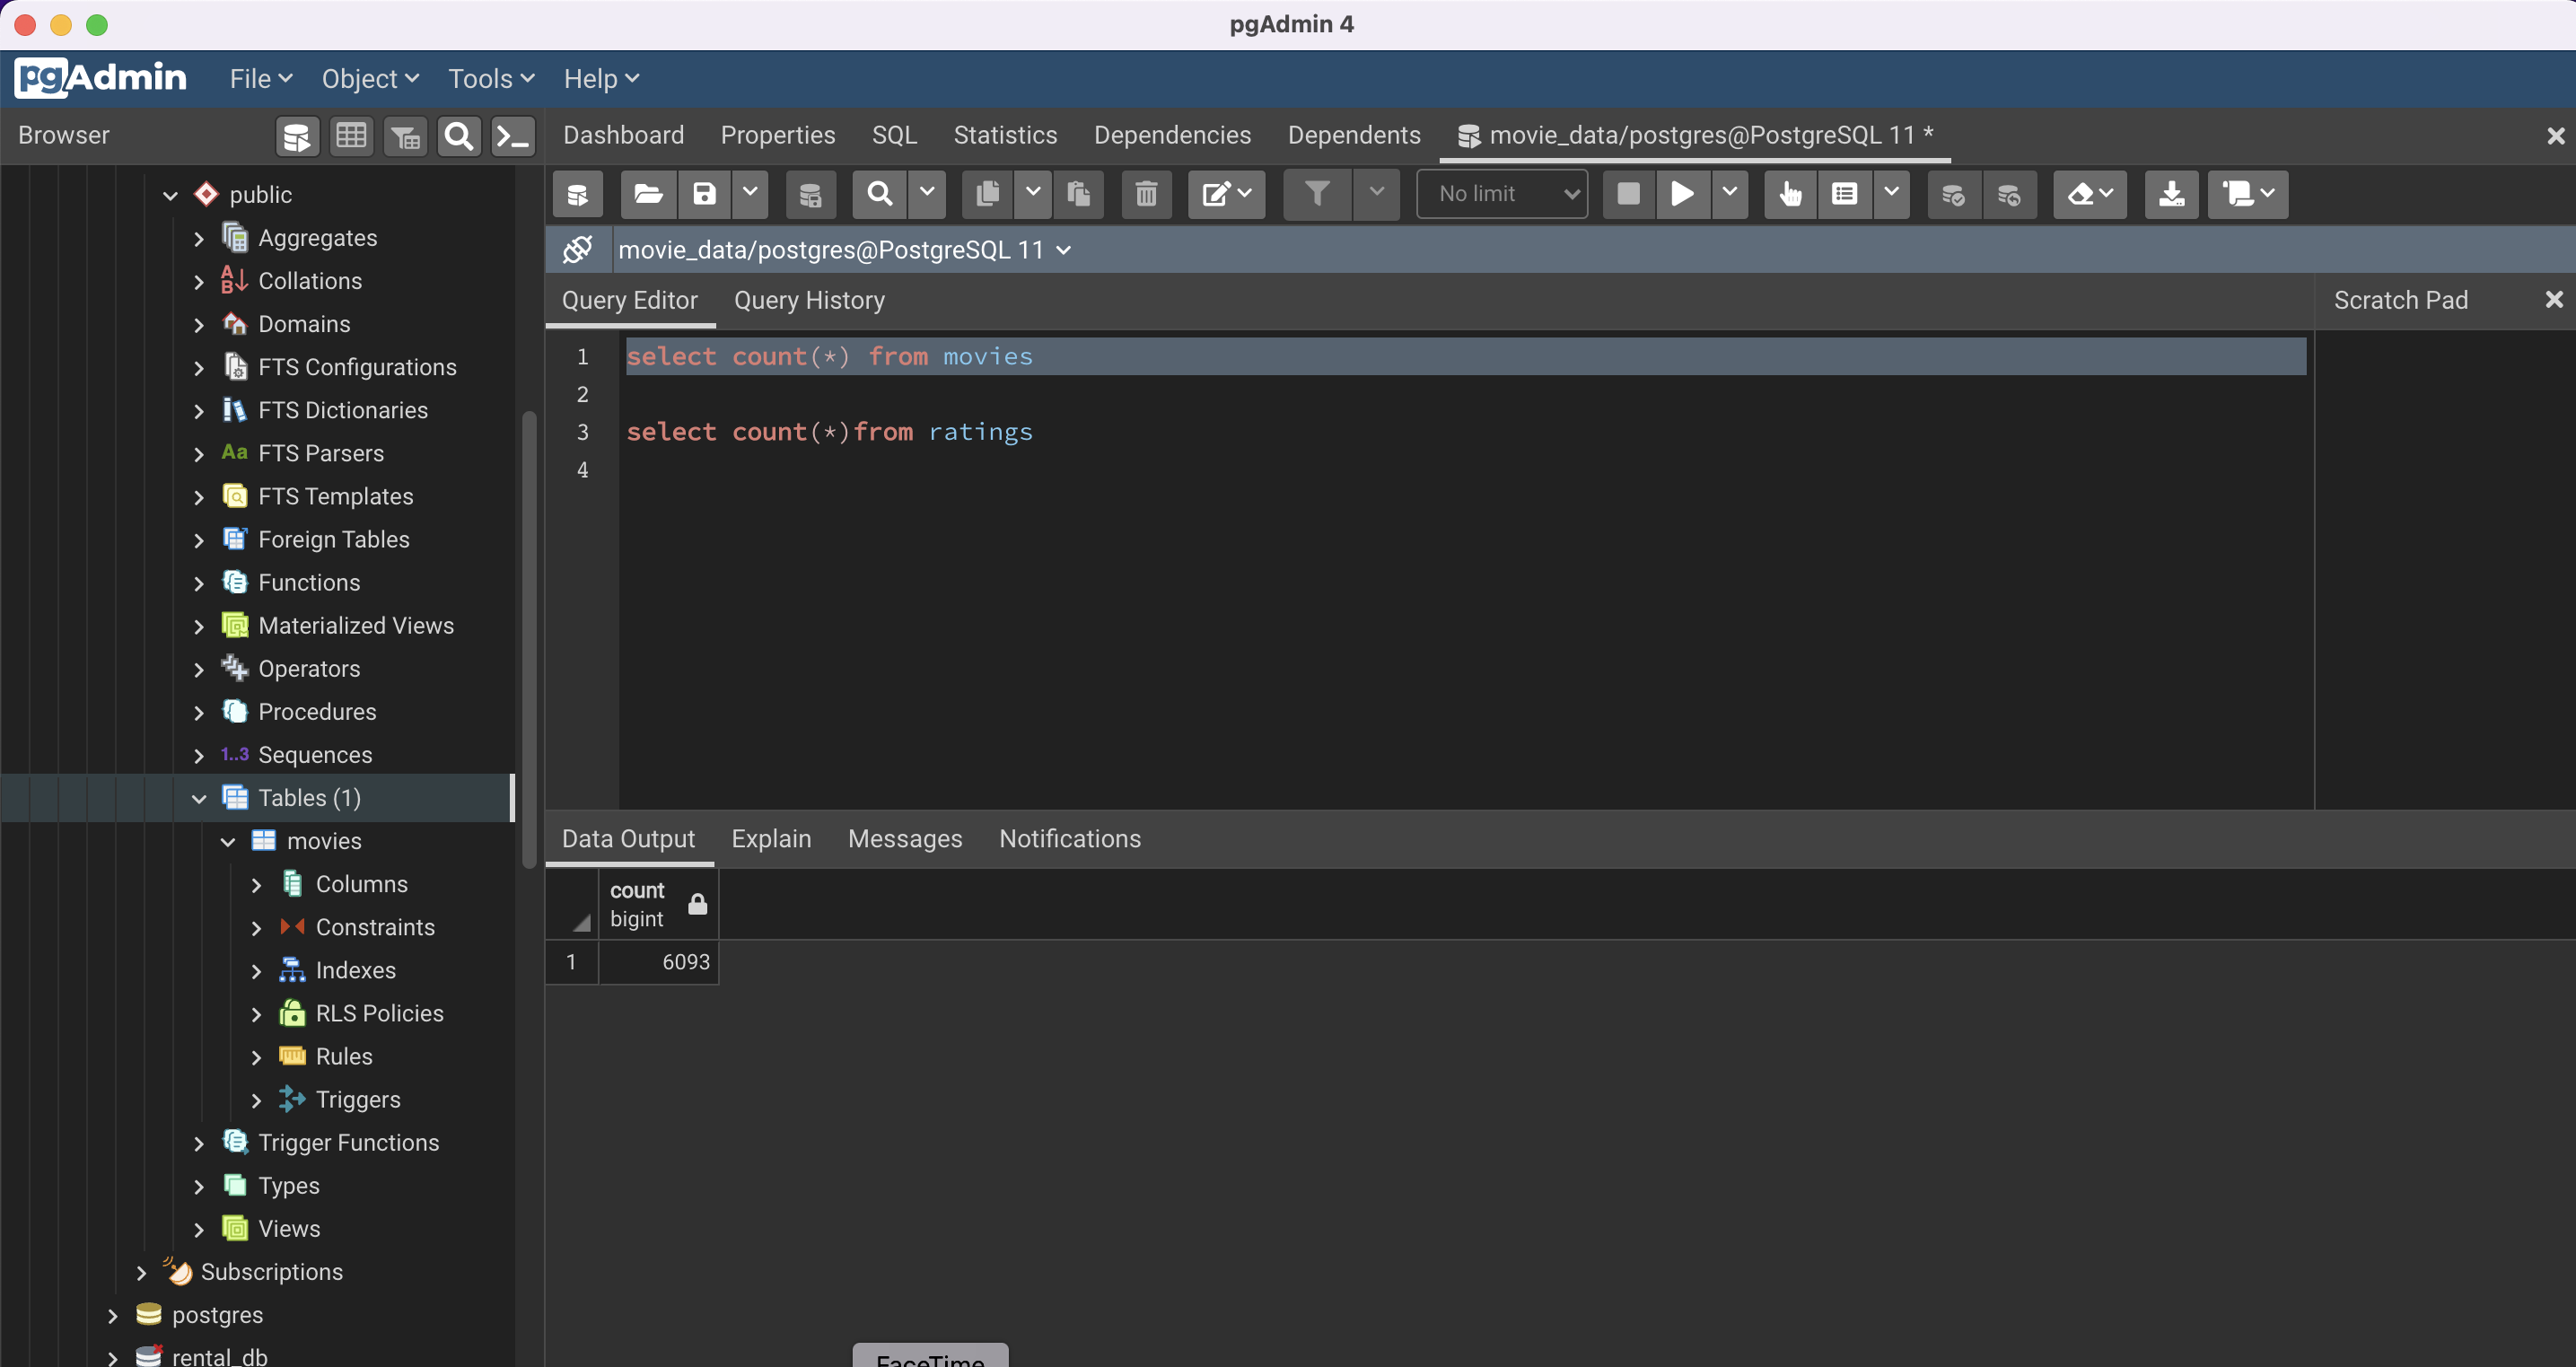 pgAdmin 4
pgAdmin File Object Tools Help
Browser
Dashboard Properties SQL Statistics Dependencies Dependents movie_data/postgres@PostgreSQL 11 *
No limit
movie_data/postgres@PostgreSQL 11
Query Editor Query History
Scratch Pad
1 select count(*) from movies
2
3 select count(*)from ratings
4
public
Aggregates
Collations
Domains
FTS Configurations
FTS Dictionaries
Aa FTS Parsers
FTS Templates
Foreign Tables
Functions
Materialized Views
Operators
Procedures
1..3 Sequences
Tables (1)
movies
Columns
Constraints
Indexes
RLS Policies
Rules
Triggers
Trigger Functions
Types
Views
Subscriptions
postgres
rental_db
Data Output Explain Messages Notifications
count
bigint
1 6093
FaceTime